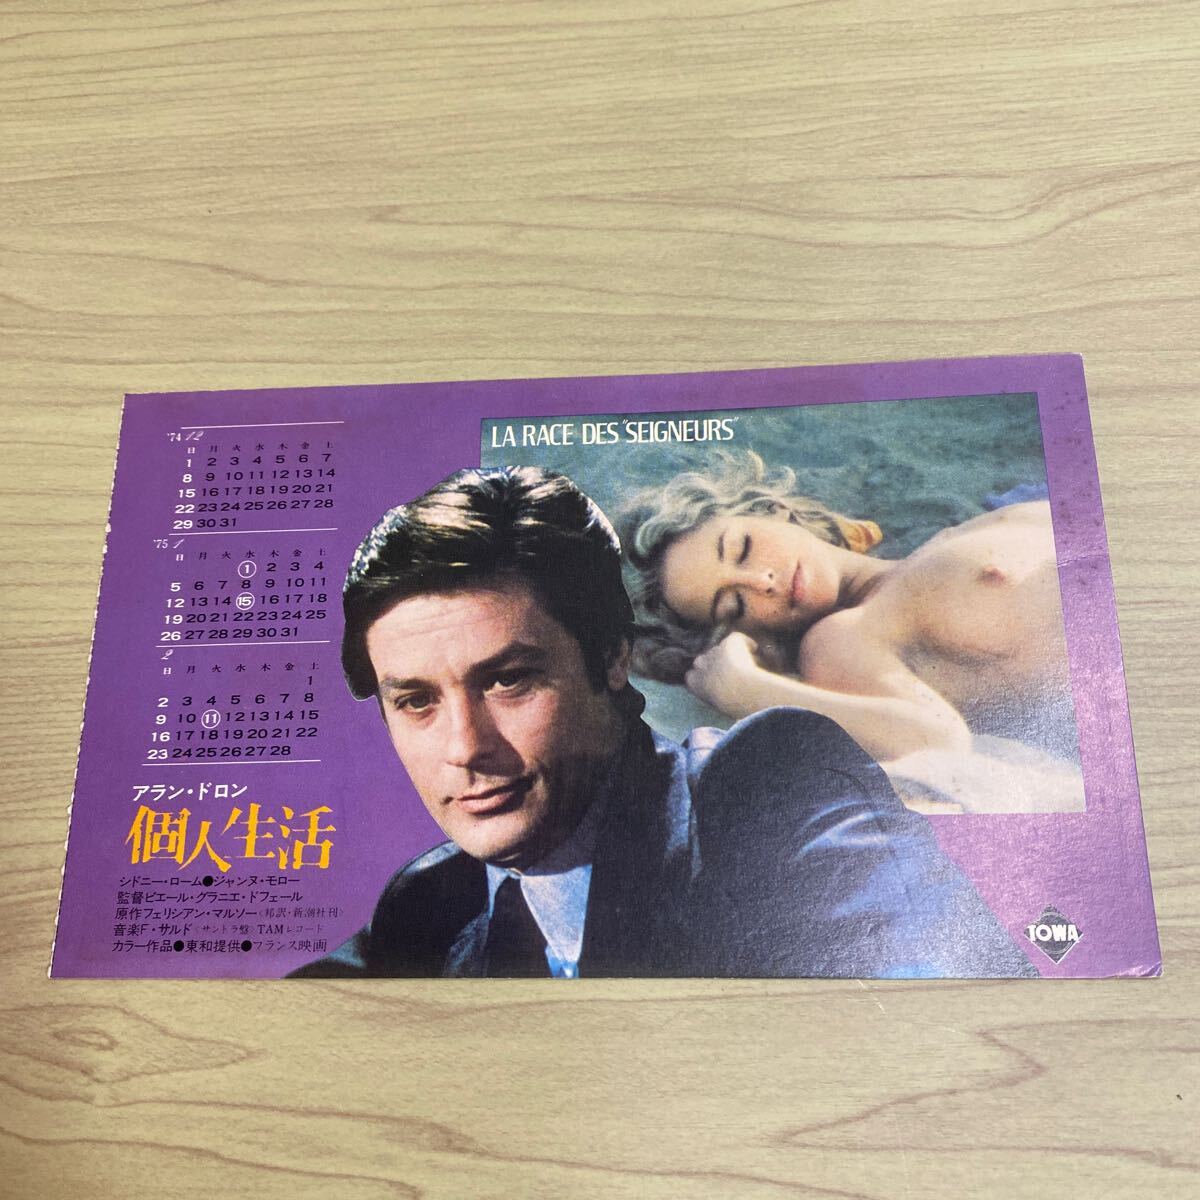 '74 12
日 月 火 水 木 金 土
1 2 3 4 5 6 7
8 9 10 11 12 13 14
15 16 17 18 19 20 21
22 23 24 25 26 27 28
29 30 31
'75 1
日 月 火 水 木 金 土
1 2 3 4
5 6 7 8 9 10 11
12 13 14 15 16 17 18
19 20 21 22 23 24 25
26 27 28 29 30 31
2
日 月 火 水 木 金 土
1
2 3 4 5 6 7 8
9 10 11 12 13 14 15
16 17 18 19 20 21 22
23 24 25 26 27 28
アラン・ドロン
個人生活
シドニー・ローム●ジャンヌ・モロー
監督ピエール・グラニエ・ドフェール
原作フェリシアン・マルソー〈邦訳・新潮社刊〉
音楽F・サルド〈サントラ盤〉TAMレコード
カラー作品●東和提供●フランス映画
LA RACE DES "SEIGNEURS"
TOWA